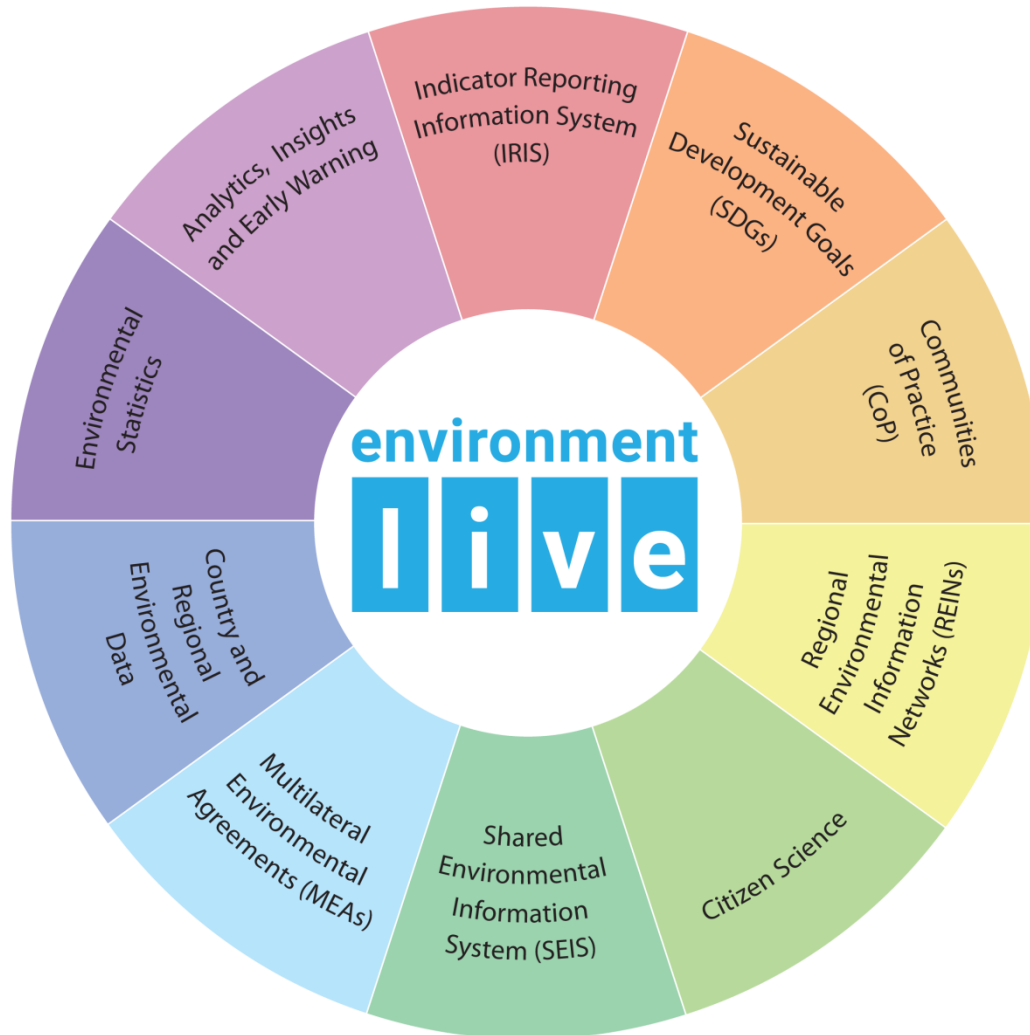 Indicator Reporting
Information System
(IRIS)
Sustainable
Development Goals
(SDGs)
Communities
of Practice
(CoP)
Regional
Environmental
Information
Networks (REINs)
Citizen Science
Shared
Environmental
Information
System (SEIS)
Multilateral
Environmental
Agreements (MEAs)
Country and
Regional
Environmental
Data
Environmental
Statistics
Analytics, Insights
and Early Warning
environment
live